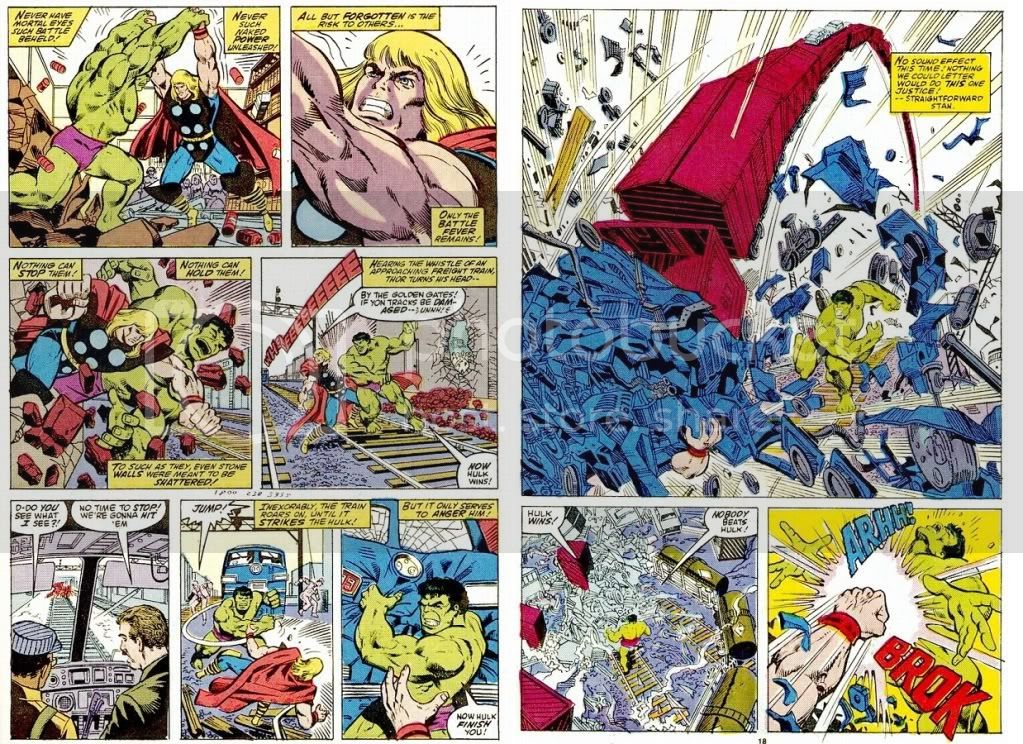 NEVER HAVE
MORTAL EYES
SUCH BATTLE
BEHELD!
NEVER
SUCH
NAKED
POWER
UNLEASHED!
ALL BUT FORGOTTEN IS THE
RISK TO OTHERS...
ONLY THE
BATTLE
FEVER
REMAINS!
NOTHING CAN
STOP THEM!
NOTHING CAN
HOLD THEM!
TO SUCH AS THEY, EVEN STONE
WALLS WERE MEANT TO BE
SHATTERED!
HEARING THE WHISTLE OF AN
APPROACHING FREIGHT TRAIN,
THOR TURNS HIS HEAD--
BY THE GOLDEN GATES!
IF YON TRACKS BE DAM-
AGED--
NOW
HULK
WINS!
D-DO YOU
SEE WHAT
I SEE?!
NO TIME TO STOP!
WE'RE GONNA HIT
'EM
JUMP!
INEXORABLY, THE TRAIN
ROARS ON, UNTIL IT
STRIKES THE HULK!
BUT IT ONLY SERVES
TO ANGER HIM!
NOW HULK
FINISH
YOU!
NO SOUND EFFECT
THIS TIME! NOTHING
WE COULD LETTER
WOULD DO THIS ONE
JUSTICE!
--STRAIGHTFORWARD
STAN.
HULK
WINS!
NOBODY
BEATS
HULK!
ARHH!
BROK
18
photobucket